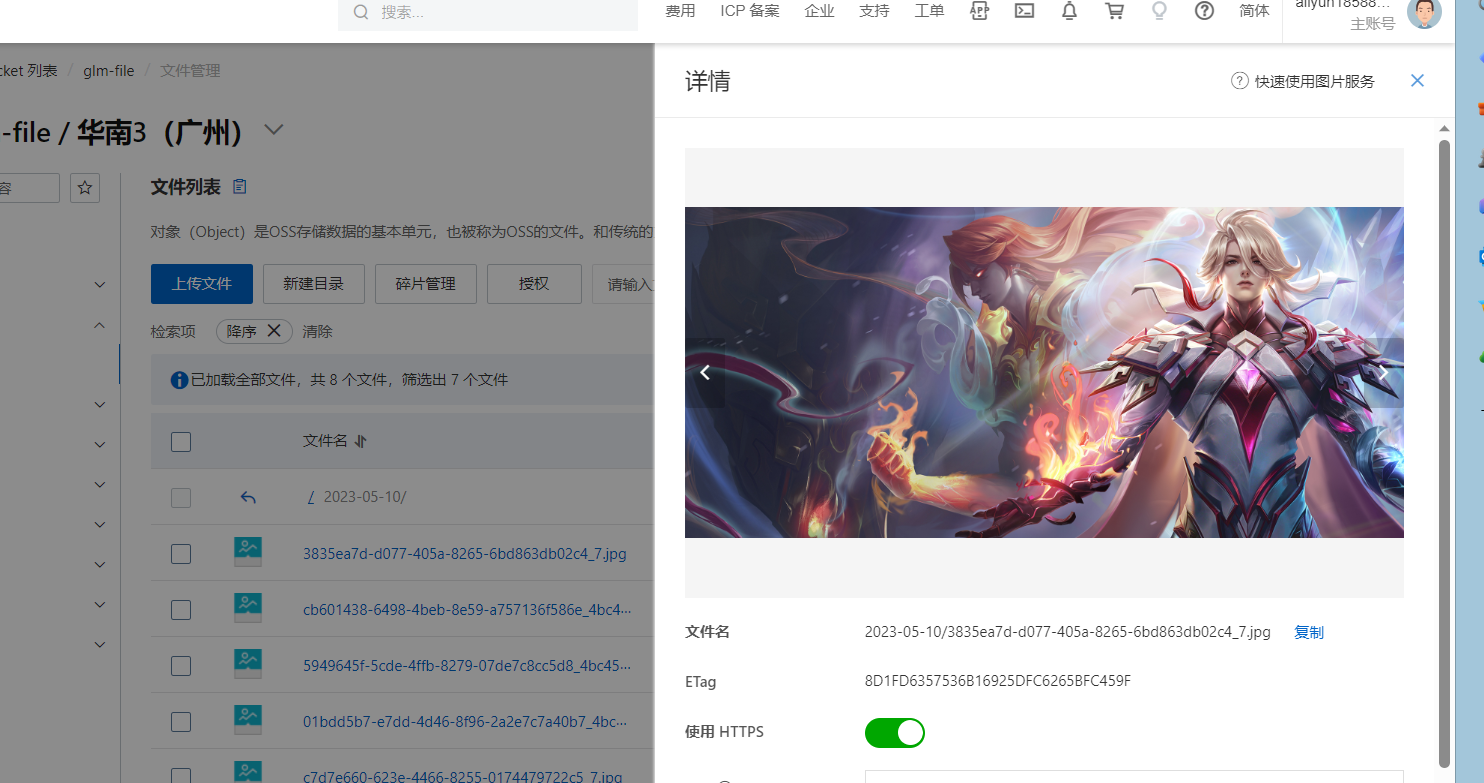 搜索...
费用 ICP 备案 企业 支持 工单 APP 简体
aliyun18588...
主账号
cket 列表 / glm-file / 文件管理
详情
快速使用图片服务
-file / 华南3（广州）
容
文件列表
对象（Object）是OSS存储数据的基本单元，也被称为OSS的文件。和传统的
上传文件 新建目录 碎片管理 授权 请输入
检索项 降序 清除
已加载全部文件，共 8 个文件，筛选出 7 个文件
文件名
/ 2023-05-10/
3835ea7d-d077-405a-8265-6bd863db02c4_7.jpg
cb601438-6498-4beb-8e59-a757136f586e_4bc4···
5949645f-5cde-4ffb-8279-07de7c8cc5d8_4bc45···
01bdd5b7-e7dd-4d46-8f96-2a2e7c7a40b7_4bc···
c7d7e660-623e-4466-8255-0174479722c5_7.jpg
文件名 2023-05-10/3835ea7d-d077-405a-8265-6bd863db02c4_7.jpg 复制
ETag 8D1FD6357536B16925DFC6265BFC459F
使用 HTTPS